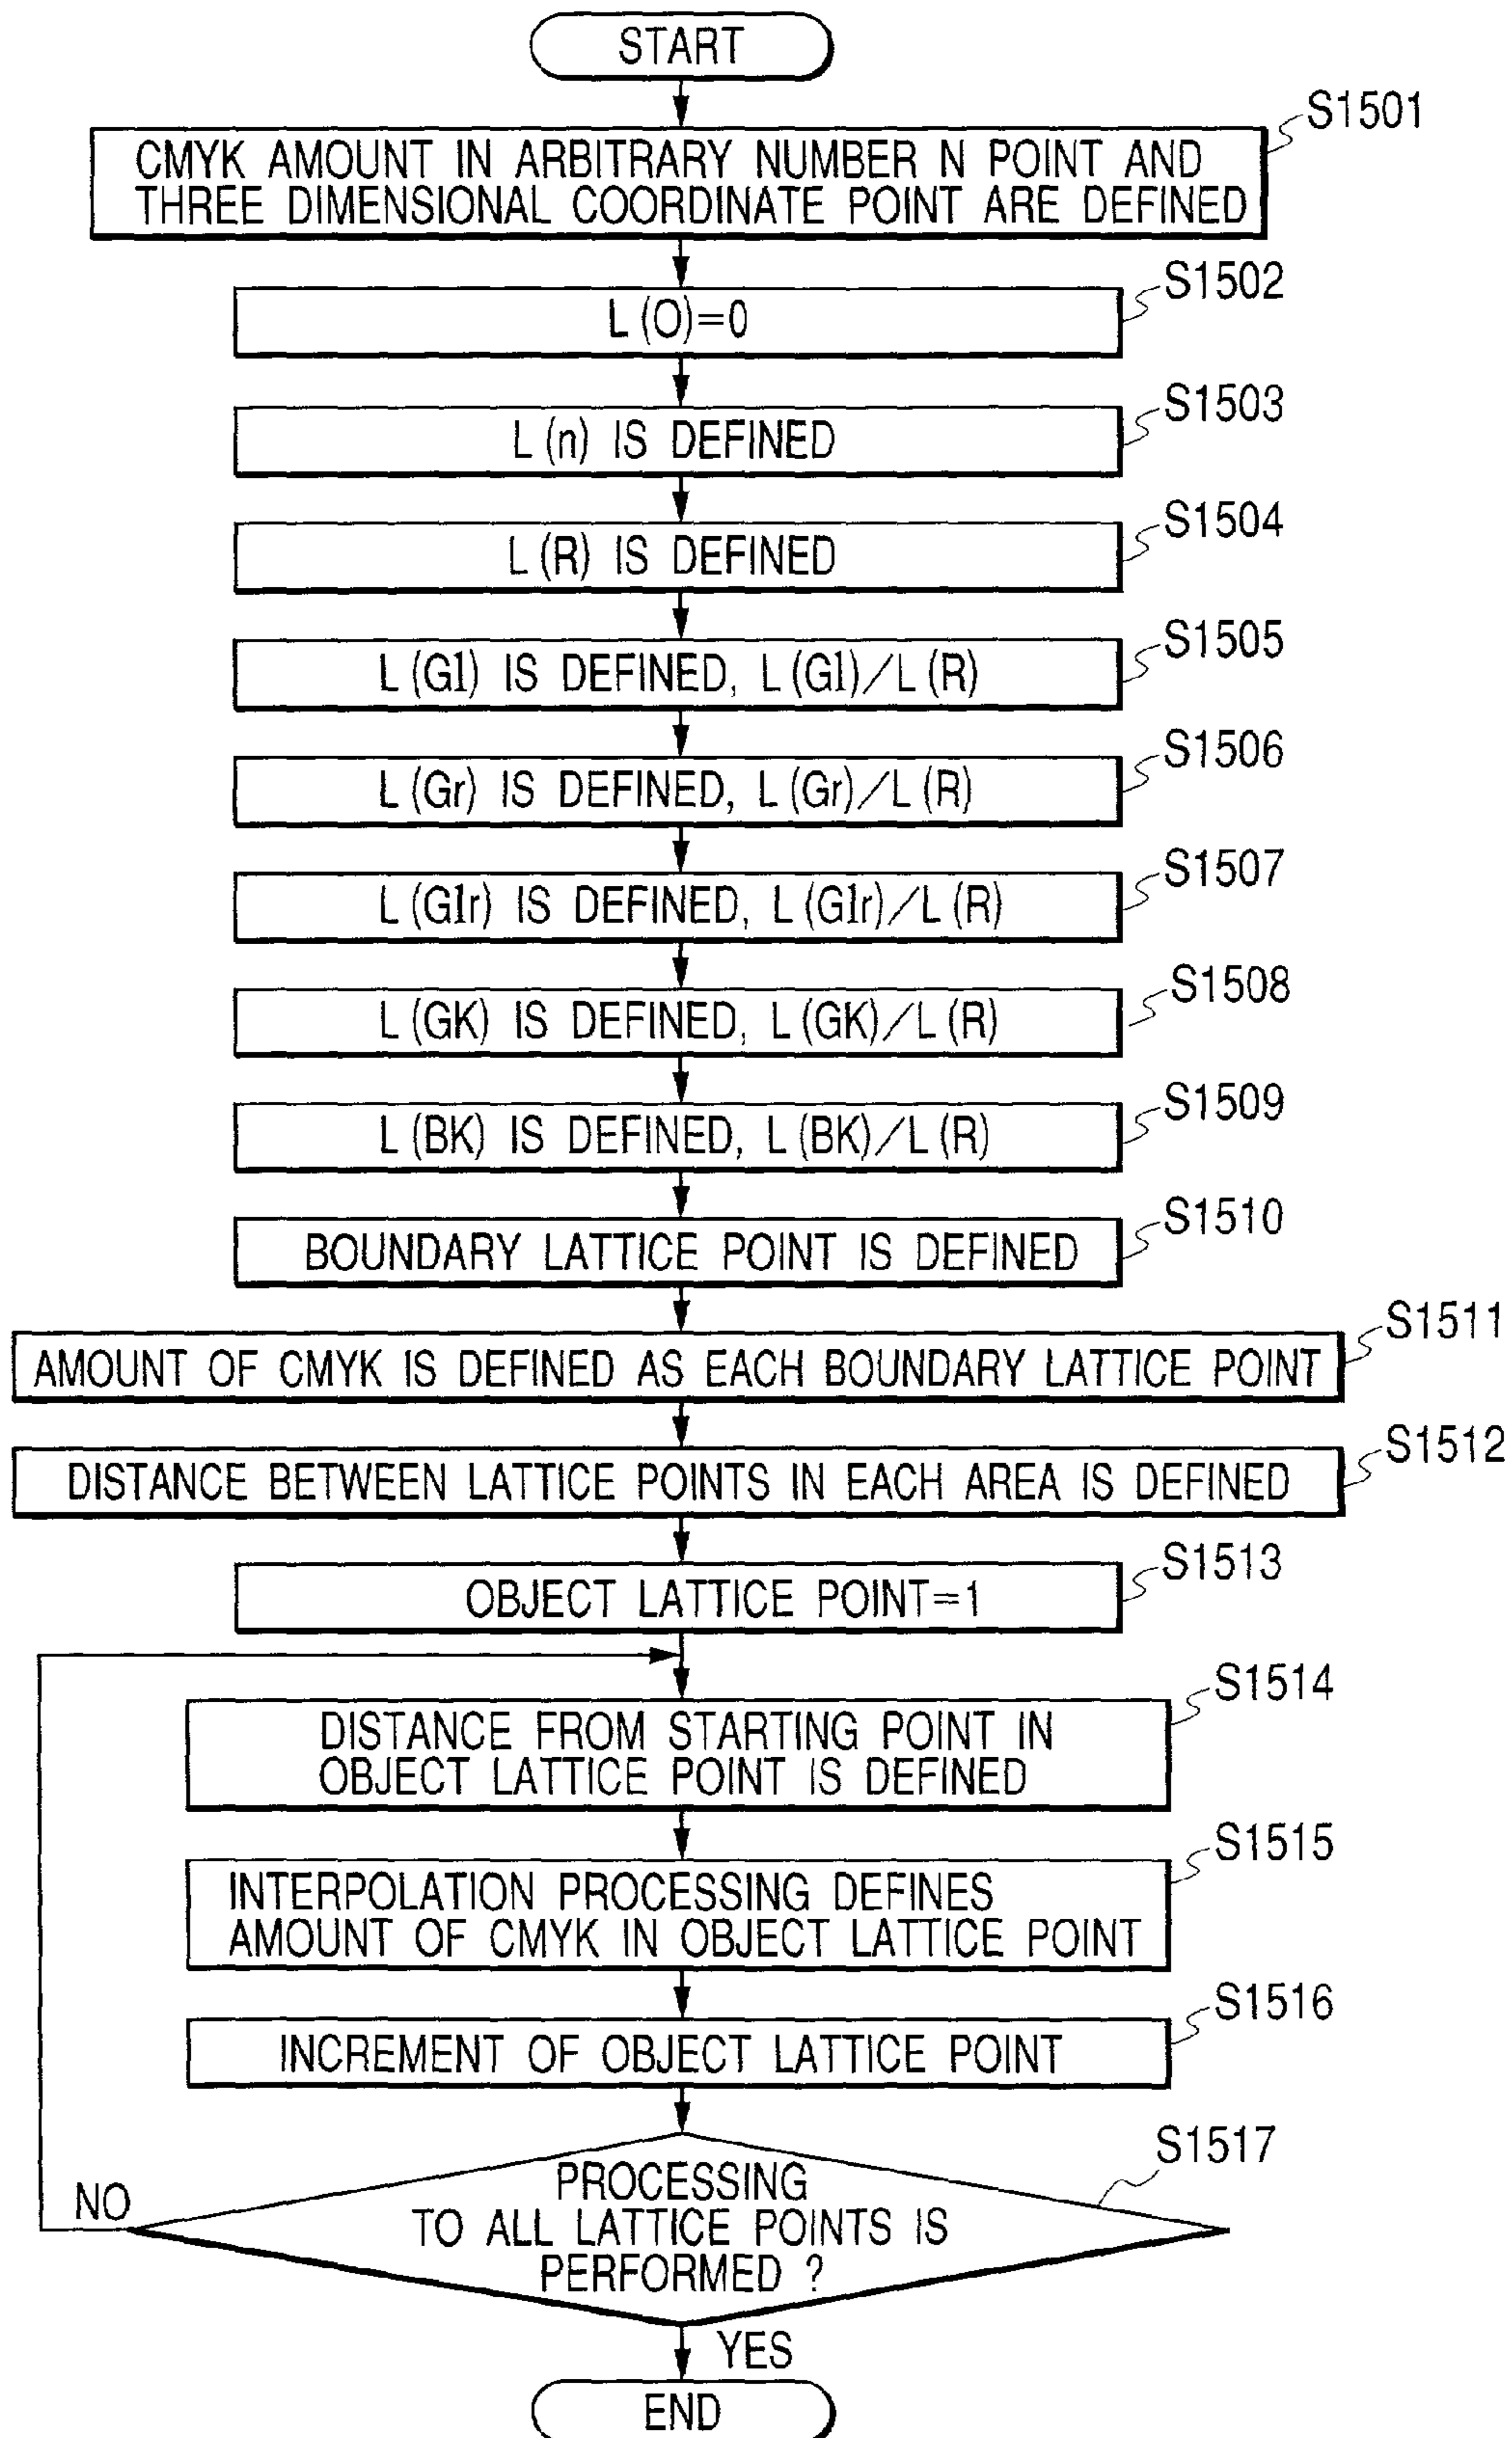 START
S1501
CMYK AMOUNT IN ARBITRARY NUMBER N POINT AND
THREE DIMENSIONAL COORDINATE POINT ARE DEFINED
S1502
L(O)=0
S1503
L(n) IS DEFINED
S1504
L(R) IS DEFINED
S1505
L(Gl) IS DEFINED, L(Gl)/L(R)
S1506
L(Gr) IS DEFINED, L(Gr)/L(R)
S1507
L(Glr) IS DEFINED, L(Glr)/L(R)
S1508
L(GK) IS DEFINED, L(GK)/L(R)
S1509
L(BK) IS DEFINED, L(BK)/L(R)
S1510
BOUNDARY LATTICE POINT IS DEFINED
S1511
AMOUNT OF CMYK IS DEFINED AS EACH BOUNDARY LATTICE POINT
S1512
DISTANCE BETWEEN LATTICE POINTS IN EACH AREA IS DEFINED
S1513
OBJECT LATTICE POINT=1
S1514
DISTANCE FROM STARTING POINT IN
OBJECT LATTICE POINT IS DEFINED
S1515
INTERPOLATION PROCESSING DEFINES
AMOUNT OF CMYK IN OBJECT LATTICE POINT
S1516
INCREMENT OF OBJECT LATTICE POINT
S1517
PROCESSING
TO ALL LATTICE POINTS IS
PERFORMED ?
NO
YES
END